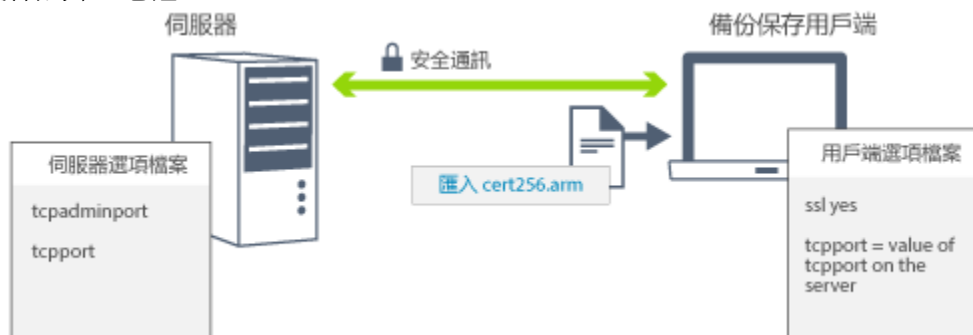 伺服器
備份保存用戶端
安全通訊
伺服器選項檔案
tcpadminport
tcpport
匯入 cert256.arm
用戶端選項檔案
ssl yes
tcpport = value of
tcpport on the
server